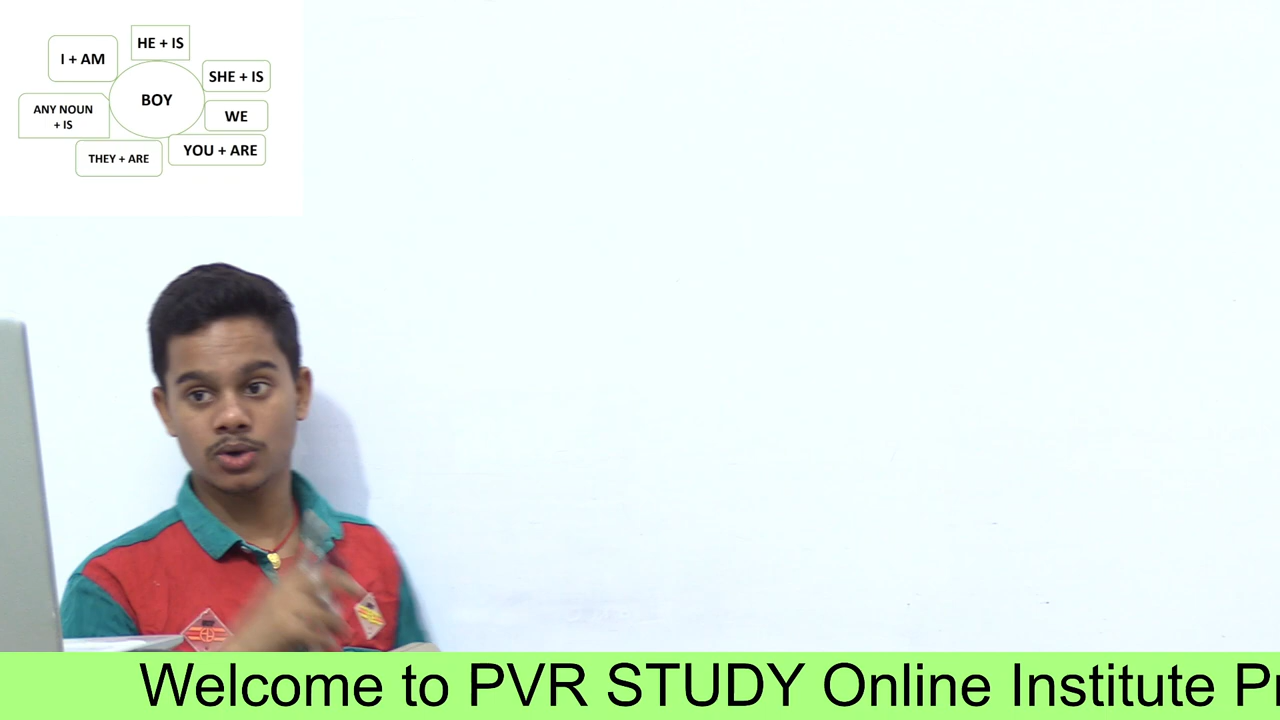 HE + IS
I + AM
SHE + IS
BOY
ANY NOUN
+ IS
WE
YOU + ARE
THEY + ARE
Welcome to PVR STUDY Online Institute